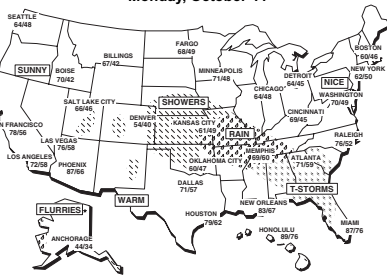 SEATTLE
64/48
FARGO
68/49
BILLINGS
67/42
BOSTON
60/46
SUNNY
BOISE
70/42
MINNEAPOLIS
71/48
DETROIT
64/45
NICE
NEW YORK
62/50
CHICAGO
64/48
WASHINGTON
70/49
SALT LAKE CITY
66/46
SHOWERS
DENVER
54/40
KANSAS CITY
61/49
CINCINNATI
69/45
N FRANCISCO
78/56
RAIN
RALEIGH
76/52
LAS VEGAS
76/58
LOS ANGELES
72/58
PHOENIX
87/66
OKLAHOMA CITY
60/47
MEMPHIS
69/60
ATLANTA
71/59
DALLAS
71/57
T-STORMS
WARM
NEW ORLEANS
83/67
FLURRIES
HOUSTON
79/62
MIAMI
87/76
ANCHORAGE
44/34
HONOLULU
89/76